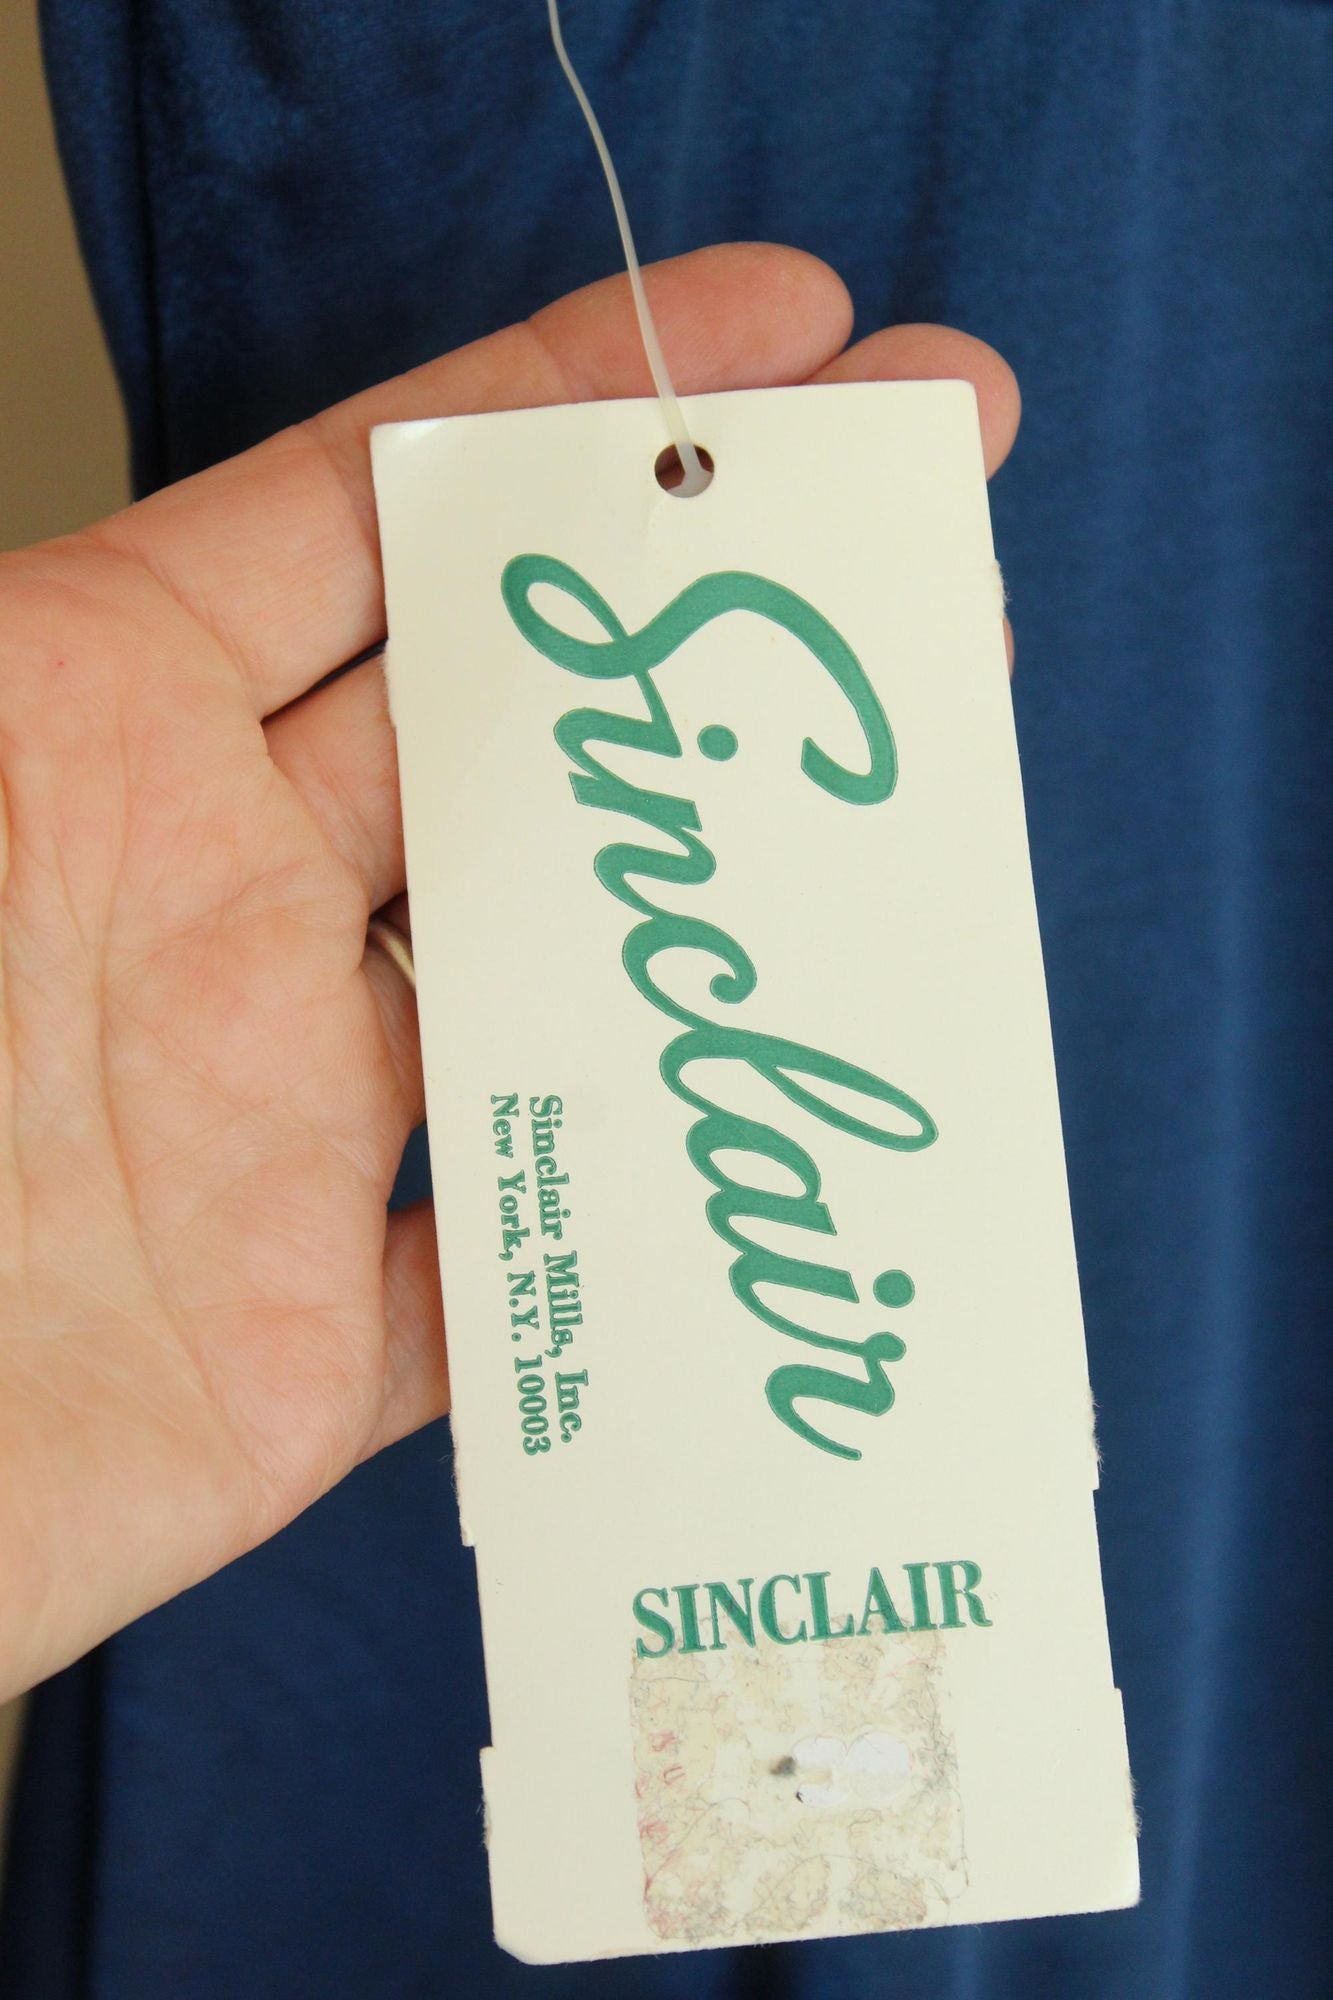 Sinclair
Sinclair Mills, Inc.
New York, N.Y. 10003
SINCLAIR